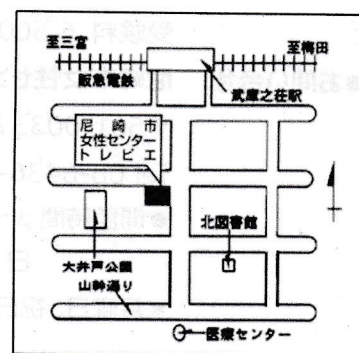 至三宮
至梅田
阪急電鉄
武庫之荘駅
尼崎市
女性センター
トレピエ
北図書館
大井戸公園
山幹通り
医療センター